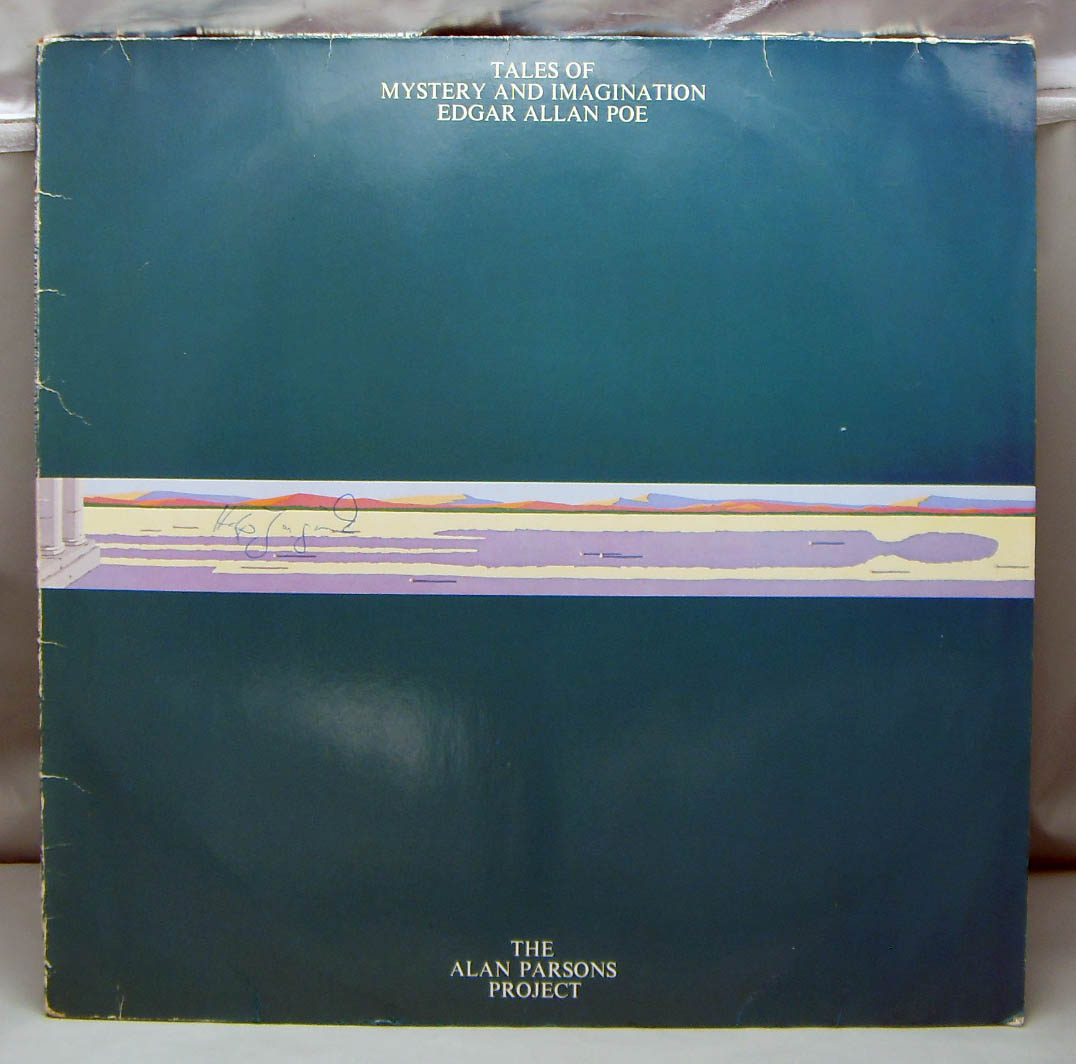 TALES OF
MYSTERY AND IMAGINATION
EDGAR ALLAN POE
THE
ALAN PARSONS
PROJECT